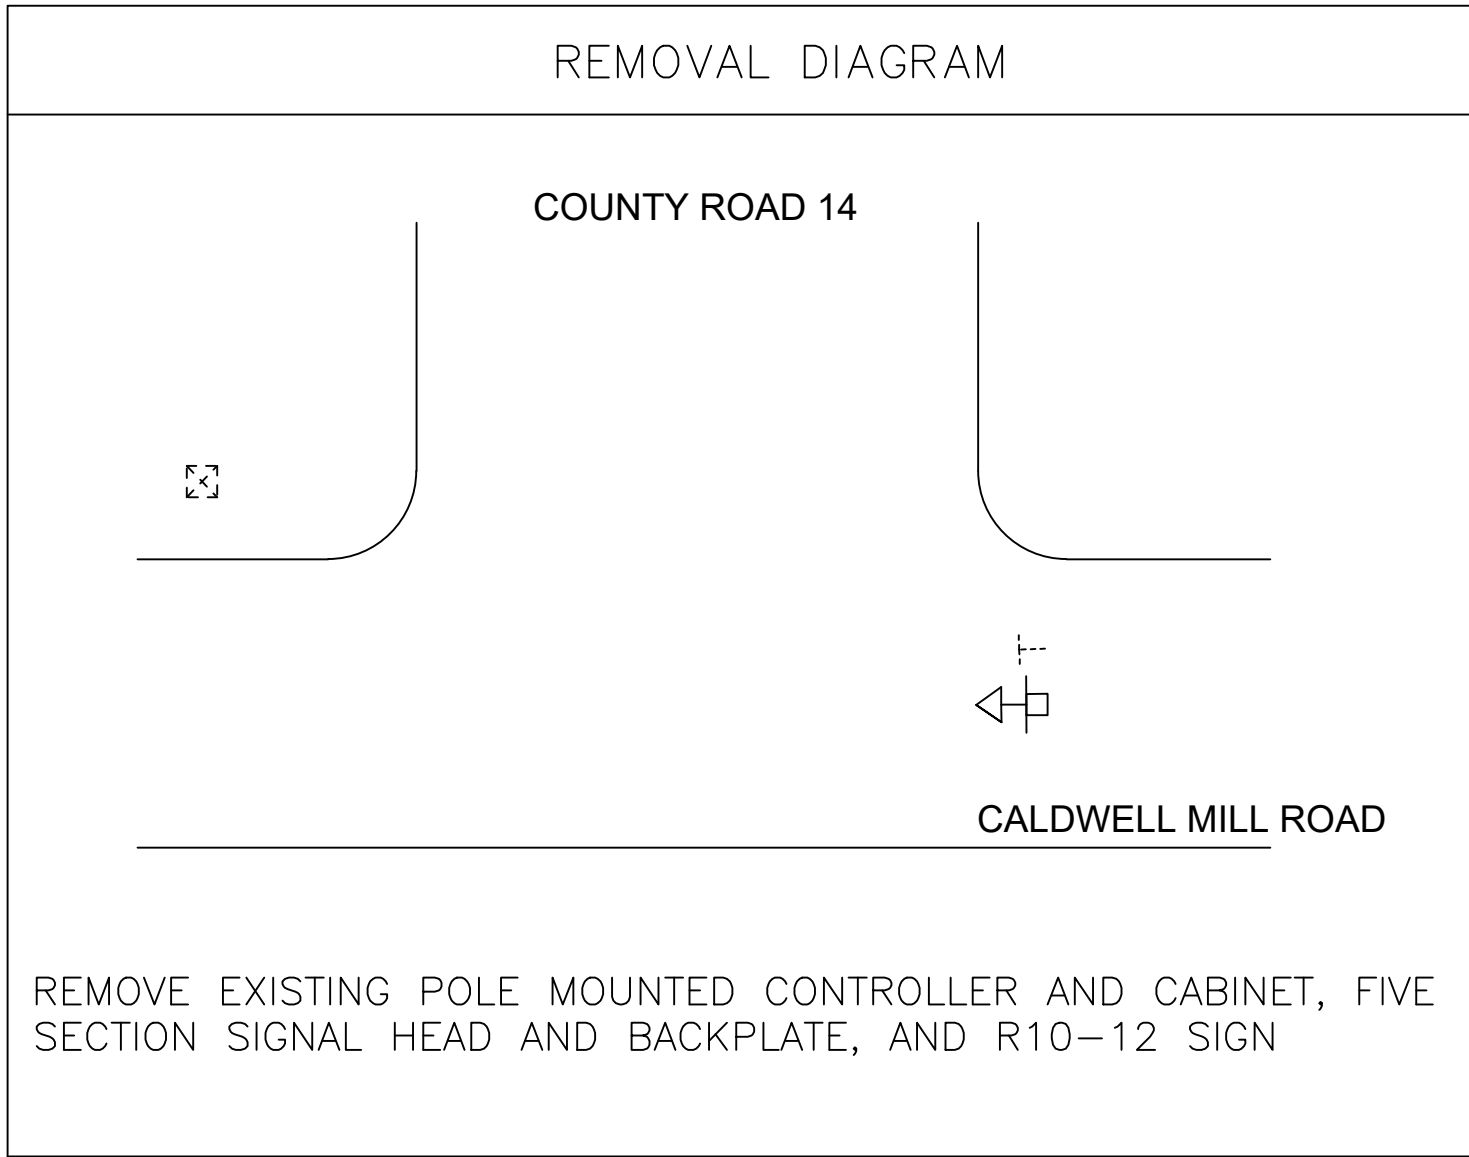 REMOVAL DIAGRAM
COUNTY ROAD 14
CALDWELL MILL ROAD
REMOVE EXISTING POLE MOUNTED CONTROLLER AND CABINET, FIVE
SECTION SIGNAL HEAD AND BACKPLATE, AND R10-12 SIGN